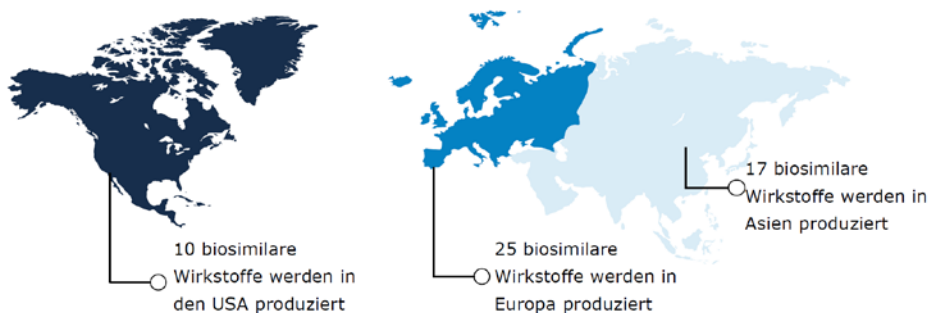 10 biosimilare
Wirkstoffe werden in
den USA produziert
25 biosimilare
Wirkstoffe werden in
Europa produziert
17 biosimilare
Wirkstoffe werden in
Asien produziert